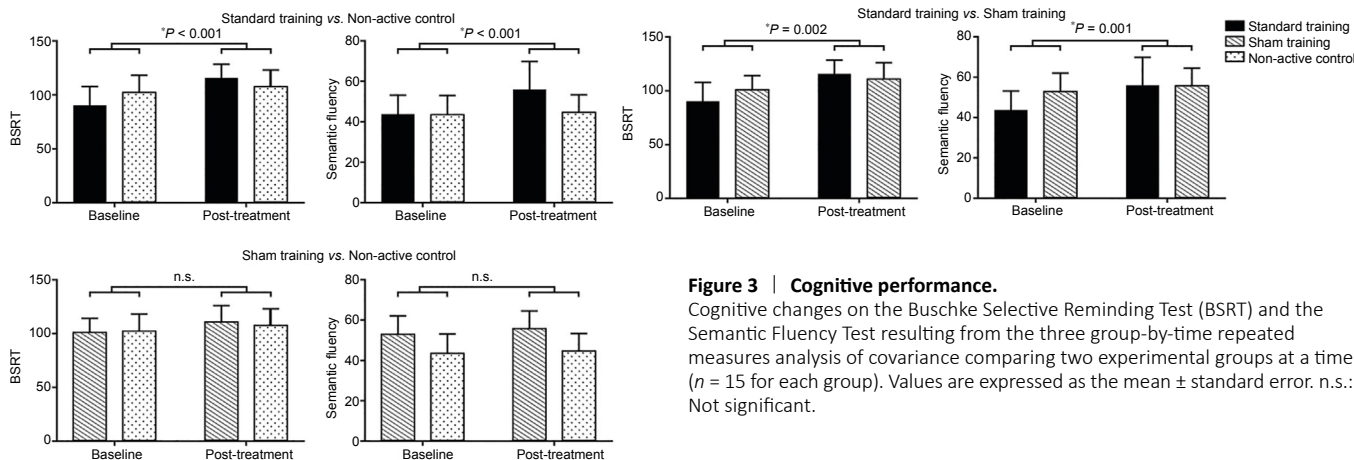 Standard training vs. Non-active control
*P < 0.001
150
100
50
0
BSRT
Baseline
Post-treatment
*P < 0.001
80
60
40
20
0
Semantic fluency
Baseline
Post-treatment
Standard training vs. Sham training
*P = 0.002
150
100
50
0
BSRT
Baseline
Post-treatment
*P = 0.001
80
60
40
20
0
Semantic fluency
Baseline
Post-treatment
Standard training
Sham training
Non-active control
Sham training vs. Non-active control
n.s.
150
100
50
0
BSRT
Baseline
Post-treatment
n.s.
80
60
40
20
0
Semantic fluency
Baseline
Post-treatment
Figure 3 | Cognitive performance.
Cognitive changes on the Buschke Selective Reminding Test (BSRT) and the
Semantic Fluency Test resulting from the three group-by-time repeated
measures analysis of covariance comparing two experimental groups at a time
(n = 15 for each group). Values are expressed as the mean ± standard error. n.s.:
Not significant.